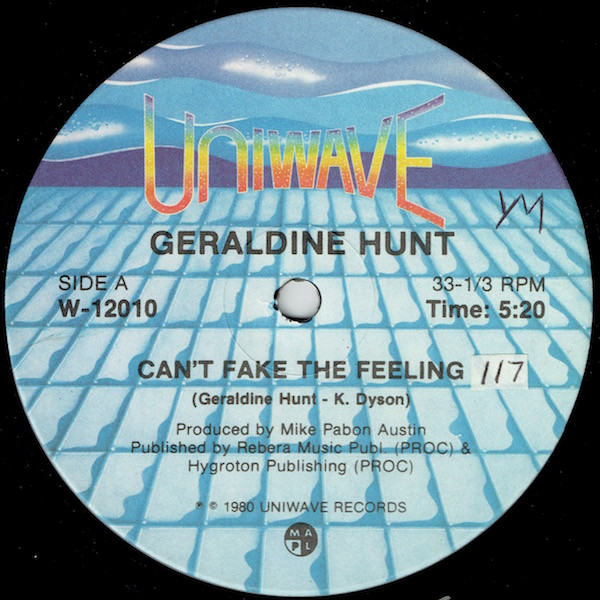 UNIWAVE
YM
GERALDINE HUNT
SIDE A
W-12010
33-1/3 RPM
Time: 5:20
CAN'T FAKE THE FEELING 117
(Geraldine Hunt - K. Dyson)
Produced by Mike Pabon Austin
Published by Rebera Music Publ. (PROC) &
Hygroton Publishing (PROC)
℗ © 1980 UNIWAVE RECORDS
M A
P L